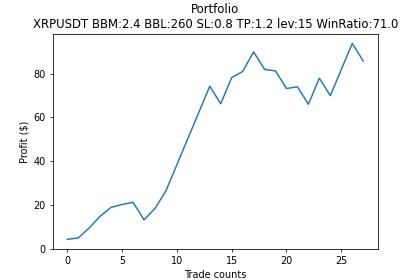 Portfolio
XRPUSDT BBM:2.4 BBL:260 SL:0.8 TP:1.2 lev:15 WinRatio:71.0
Profit ($)
80
60
40
20
0
0 5 10 15 20 25
Trade counts